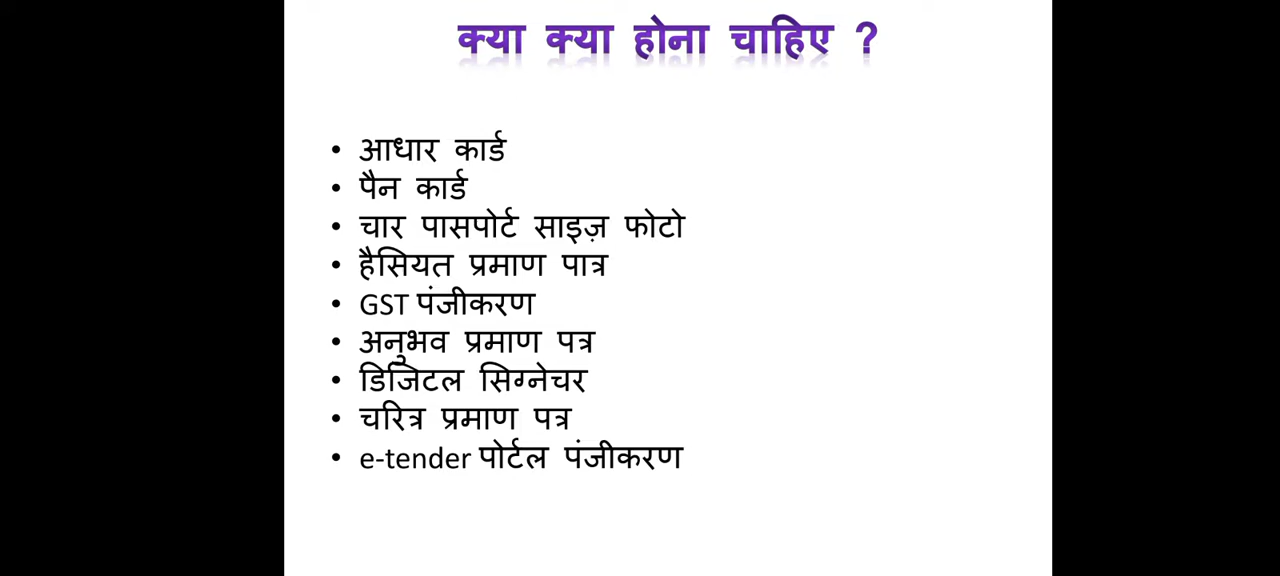 क्या क्या होना चाहिए ?
• आधार कार्ड
• पैन कार्ड
• चार पासपोर्ट साइज़ फोटो
• हैसियत प्रमाण पात्र
• GST पंजीकरण
• अनुभव प्रमाण पत्र
• डिजिटल सिग्नेचर
• चरित्र प्रमाण पत्र
• e-tender पोर्टल पंजीकरण